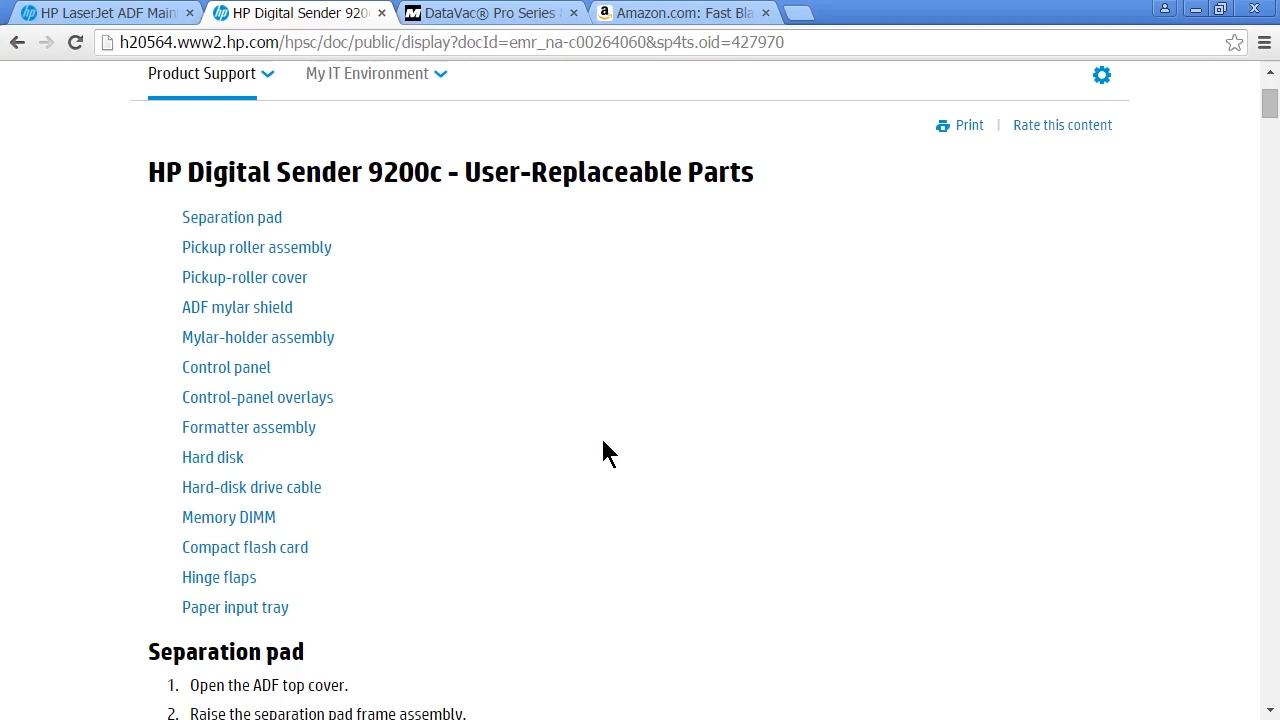 HP LaserJet ADF Main
HP Digital Sender 920
DataVac® Pro Series
Amazon.com: Fast Bla
h20564.www2.hp.com/hpsc/doc/public/display?docId=emr_na-c00264060&sp4ts.oid=427970
Product Support
My IT Environment
Print | Rate this content
HP Digital Sender 9200c - User-Replaceable Parts
Separation pad
Pickup roller assembly
Pickup-roller cover
ADF mylar shield
Mylar-holder assembly
Control panel
Control-panel overlays
Formatter assembly
Hard disk
Hard-disk drive cable
Memory DIMM
Compact flash card
Hinge flaps
Paper input tray
Separation pad
1. Open the ADF top cover.
2. Raise the separation pad frame assembly.